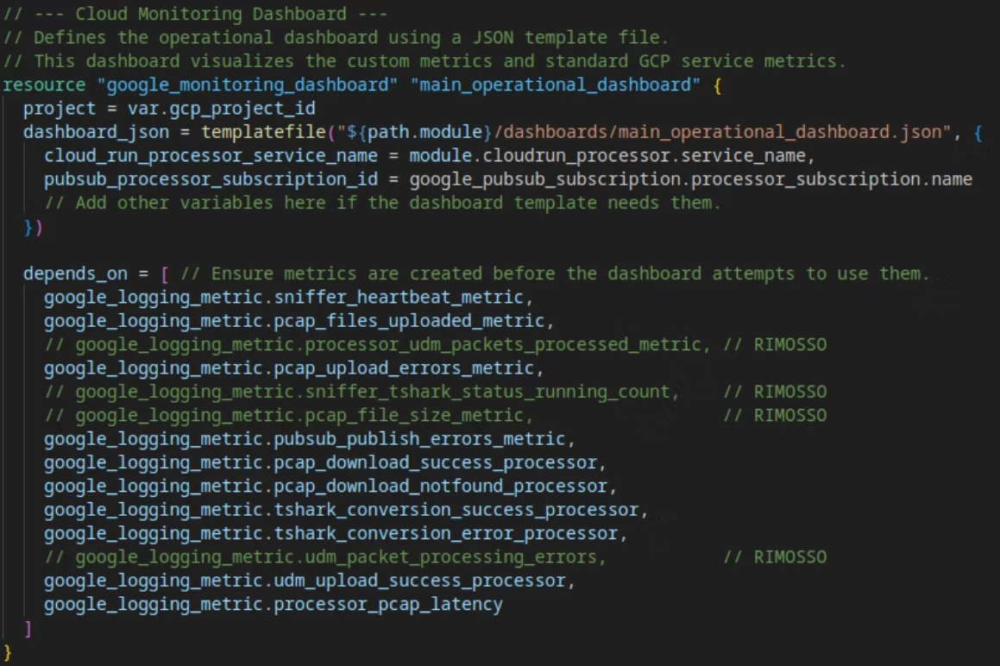 // --- Cloud Monitoring Dashboard ---
// Defines the operational dashboard using a JSON template file.
// This dashboard visualizes the custom metrics and standard GCP service metrics.
resource "google_monitoring_dashboard" "main_operational_dashboard" {
  project = var.gcp_project_id
  dashboard_json = templatefile("${path.module}/dashboards/main_operational_dashboard.json", {
    cloud_run_processor_service_name = module.cloudrun_processor.service_name,
    pubsub_processor_subscription_id = google_pubsub_subscription.processor_subscription.name
    // Add other variables here if the dashboard template needs them.
  })

  depends_on = [ // Ensure metrics are created before the dashboard attempts to use them.
    google_logging_metric.sniffer_heartbeat_metric,
    google_logging_metric.pcap_files_uploaded_metric,
    // google_logging_metric.processor_udm_packets_processed_metric, // RIMOSSO
    google_logging_metric.pcap_upload_errors_metric,
    // google_logging_metric.sniffer_tshark_status_running_count,    // RIMOSSO
    // google_logging_metric.pcap_file_size_metric,                  // RIMOSSO
    google_logging_metric.pubsub_publish_errors_metric,
    google_logging_metric.pcap_download_success_processor,
    google_logging_metric.pcap_download_notfound_processor,
    google_logging_metric.tshark_conversion_success_processor,
    google_logging_metric.tshark_conversion_error_processor,
    // google_logging_metric.udm_packet_processing_errors,           // RIMOSSO
    google_logging_metric.udm_upload_success_processor,
    google_logging_metric.processor_pcap_latency
  ]
}